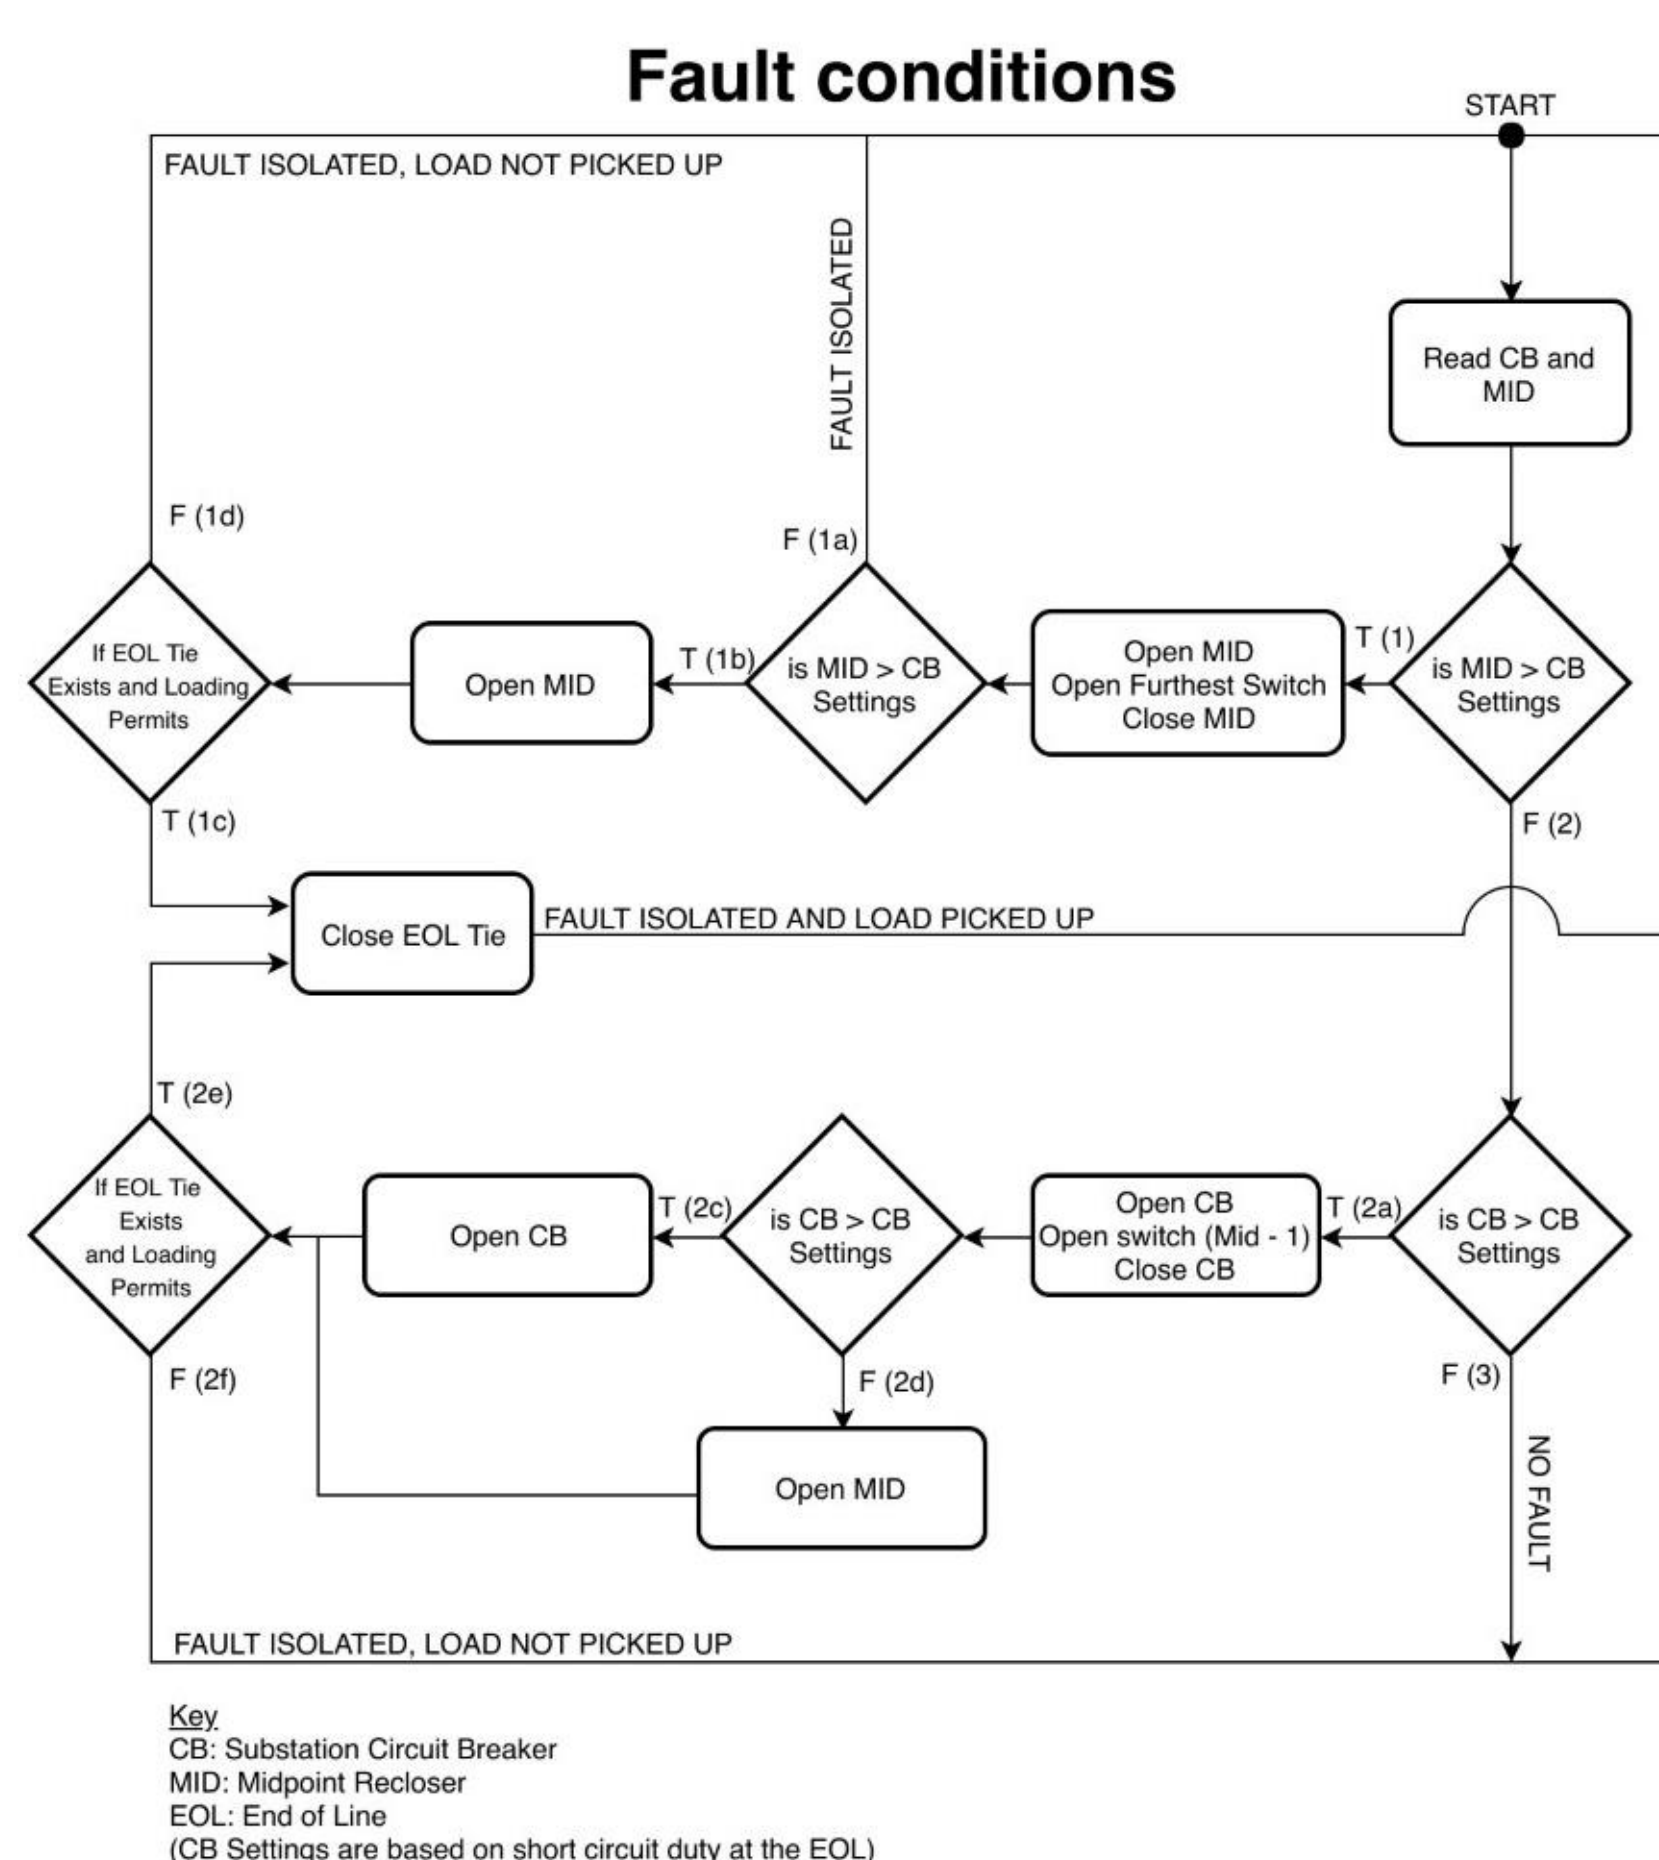 Fault conditions
START
FAULT ISOLATED, LOAD NOT PICKED UP
FAULT ISOLATED
Read CB and
MID
F (1d)
F (1a)
If EOL Tie
Exists and Loading
Permits
Open MID
T (1b)
is MID > CB
Settings
Open MID
Open Furthest Switch
Close MID
T (1)
is MID > CB
Settings
T (1c)
F (2)
Close EOL Tie
FAULT ISOLATED AND LOAD PICKED UP
T (2e)
If EOL Tie
Exists
and Loading
Permits
Open CB
T (2c)
is CB > CB
Settings
Open CB
Open switch (Mid - 1)
Close CB
T (2a)
is CB > CB
Settings
F (2f)
F (2d)
F (3)
Open MID
NO FAULT
FAULT ISOLATED, LOAD NOT PICKED UP
Key
CB: Substation Circuit Breaker
MID: Midpoint Recloser
EOL: End of Line
(CB Settings are based on short circuit duty at the EOL)